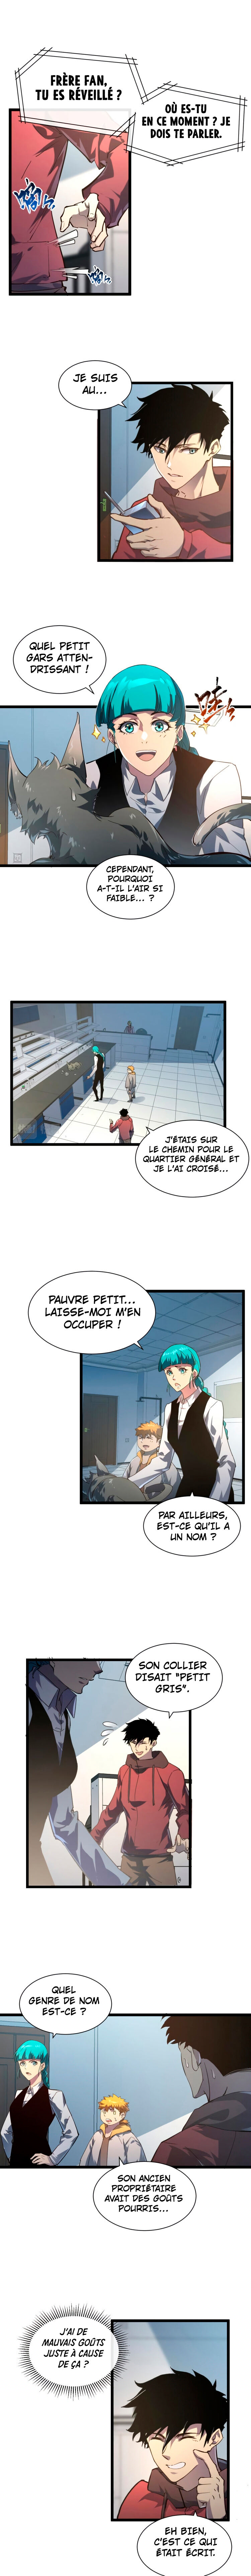 FRÈRE FAN,
TU ES RÉVEILLÉ ?
OÙ ES-TU
EN CE MOMENT ? JE
DOIS TE PARLER.
JE SUIS
AU...
QUEL PETIT
GARS ATTEN-
DRISSANT !
CEPENDANT,
POURQUOI
A-T-IL L'AIR SI
FAIBLE... ?
J'ÉTAIS SUR
LE CHEMIN POUR LE
QUARTIER GÉNÉRAL ET
JE L'AI CROISÉ...
PAUVRE PETIT...
LAISSE-MOI M'EN
OCCUPER !
PAR AILLEURS,
EST-CE QU'IL A
UN NOM ?
SON COLLIER
DISAIT "PETIT
GRIS".
QUEL
GENRE DE NOM
EST-CE ?
SON ANCIEN
PROPRIÉTAIRE
AVAIT DES GOÛTS
POURRIS...
J'AI DE
MAUVAIS GOÛTS
JUSTE À CAUSE
DE ÇA ?
EH BIEN,
C'EST CE QUI
ÉTAIT ÉCRIT.